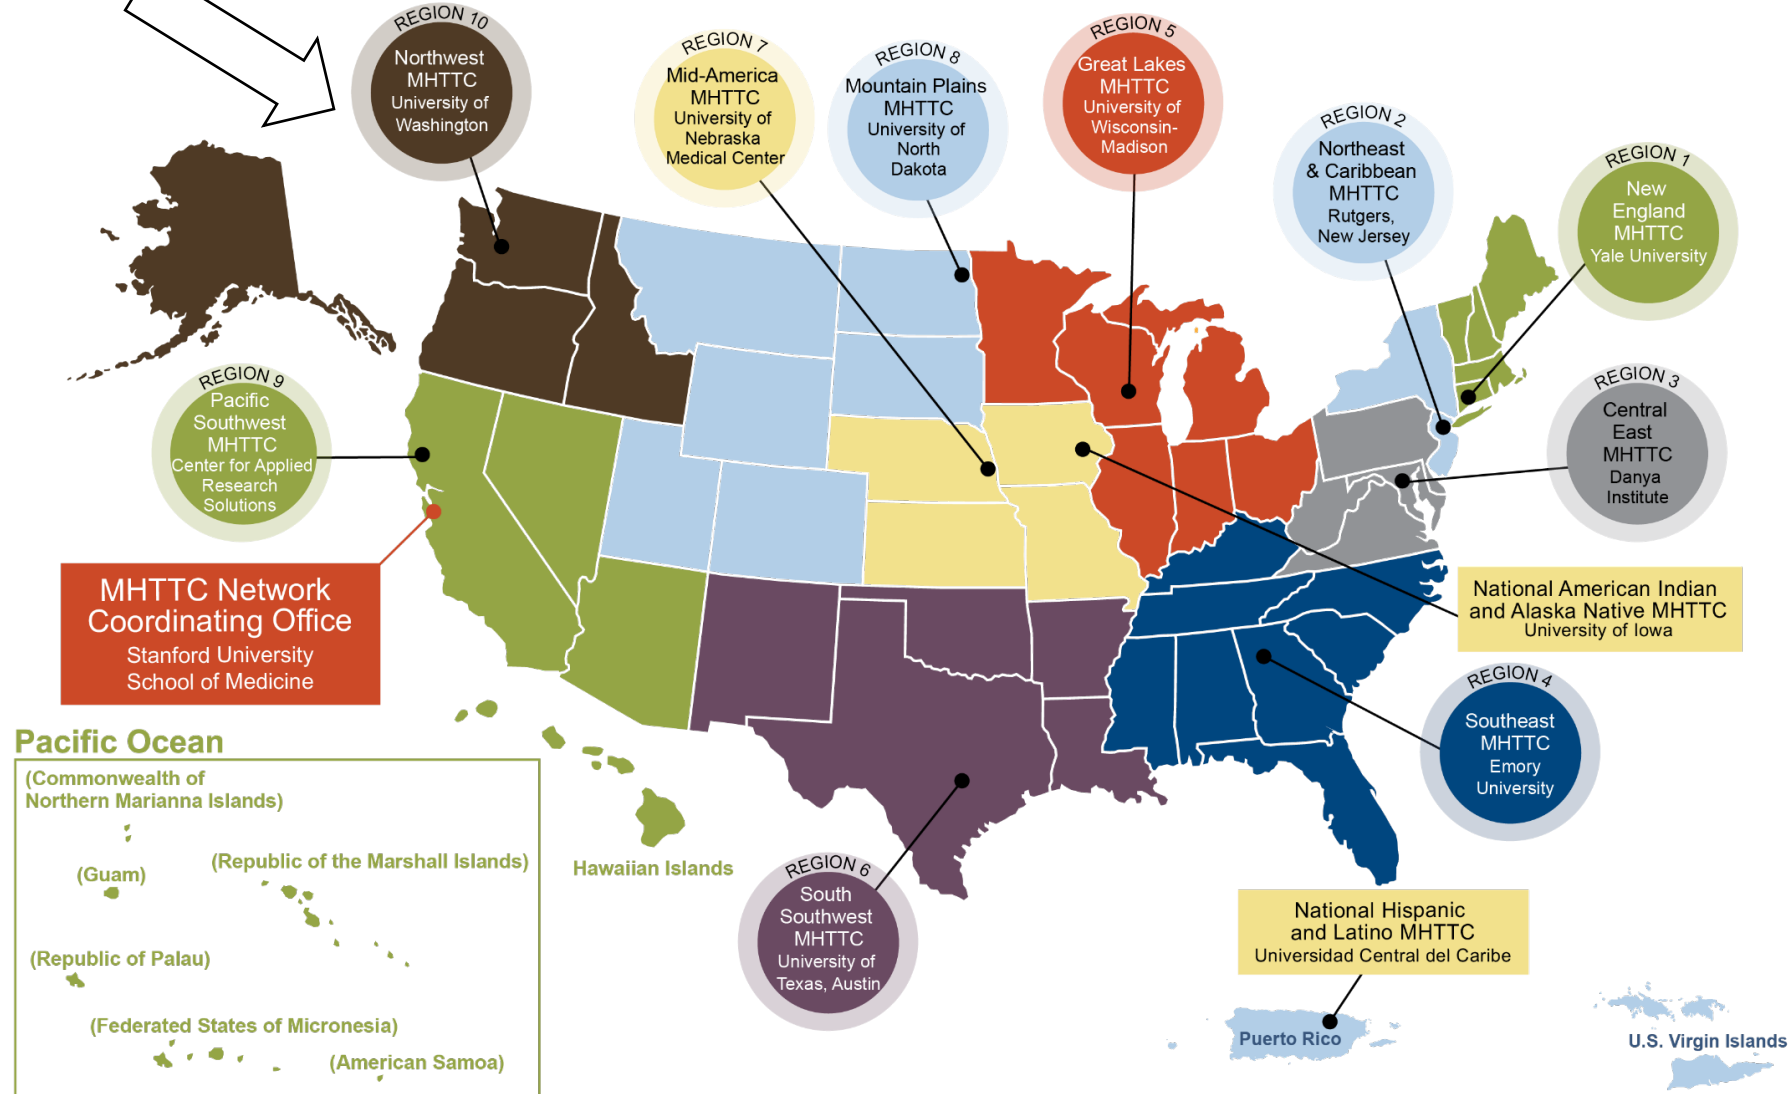 REGION 10
Northwest
MHTTC
University of
Washington
REGION 7
Mid-America
MHTTC
University of
Nebraska
Medical Center
REGION 8
Mountain Plains
MHTTC
University of
North
Dakota
REGION 5
Great Lakes
MHTTC
University of
Wisconsin-
Madison
REGION 2
Northeast
& Caribbean
MHTTC
Rutgers,
New Jersey
REGION 1
New
England
MHTTC
Yale University
REGION 9
Pacific
Southwest
MHTTC
Center for Applied
Research
Solutions
REGION 3
Central
East
MHTTC
Danya
Institute
MHTTC Network
Coordinating Office
Stanford University
School of Medicine
National American Indian
and Alaska Native MHTTC
University of Iowa
REGION 4
Southeast
MHTTC
Emory
University
Pacific Ocean
(Commonwealth of
Northern Marianna Islands)
(Guam)
(Republic of the Marshall Islands)
(Republic of Palau)
(Federated States of Micronesia)
(American Samoa)
Hawaiian Islands
REGION 6
South
Southwest
MHTTC
University of
Texas, Austin
National Hispanic
and Latino MHTTC
Universidad Central del Caribe
Puerto Rico
U.S. Virgin Islands